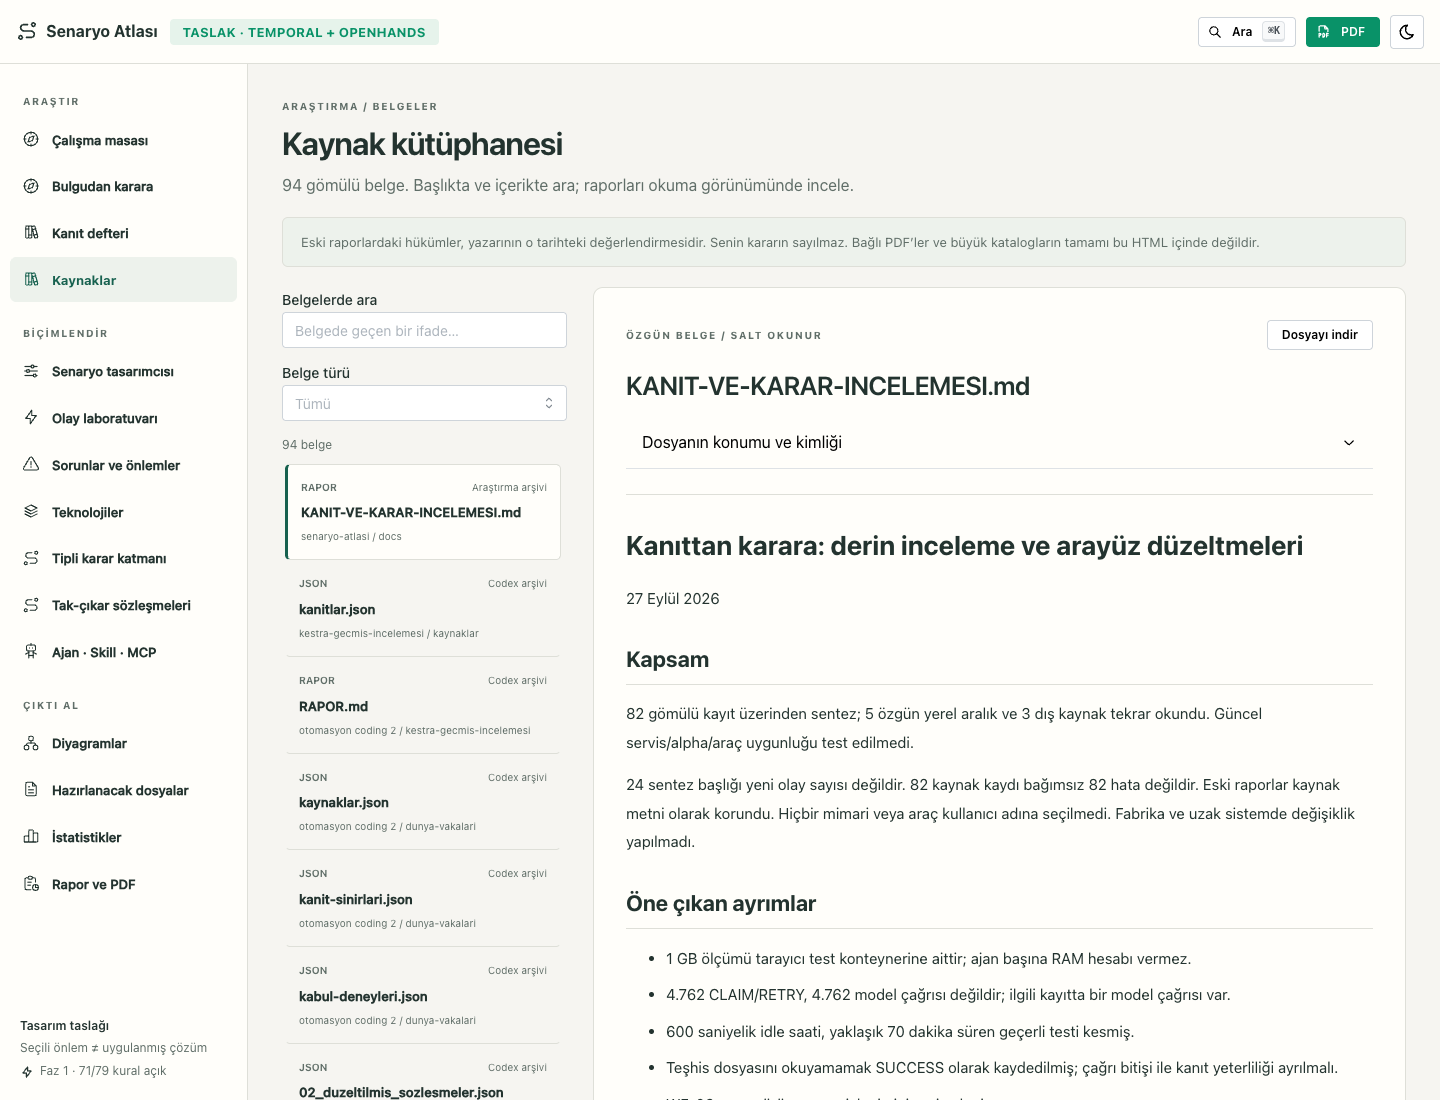 Senaryo Atlası
TASLAK · TEMPORAL + OPENHANDS
Ara ⌘K
PDF
ARAŞTIR
Çalışma masası
Bulgudan karara
Kanıt defteri
Kaynaklar
BİÇİMLENDİR
Senaryo tasarımcısı
Olay laboratuvarı
Sorunlar ve önlemler
Teknolojiler
Tipli karar katmanı
Tak-çıkar sözleşmeleri
Ajan · Skill · MCP
ÇIKTI AL
Diyagramlar
Hazırlanacak dosyalar
İstatistikler
Rapor ve PDF
Tasarım taslağı
Seçili önlem ≠ uygulanmış çözüm
Faz 1 · 71/79 kural açık
ARAŞTIRMA / BELGELER
Kaynak kütüphanesi
94 gömülü belge. Başlıkta ve içerikte ara; raporları okuma görünümünde incele.
Eski raporlardaki hükümler, yazarının o tarihteki değerlendirmesidir. Senin kararın sayılmaz. Bağlı PDF'ler ve büyük katalogların tamamı bu HTML içinde değildir.
Belgelerde ara
Belgede geçen bir ifade...
Belge türü
Tümü
94 belge
RAPOR Araştırma arşivi
KANIT-VE-KARAR-INCELEMESI.md
senaryo-atlasi / docs
JSON Codex arşivi
kanitlar.json
kestra-gecmis-incelemesi / kaynaklar
RAPOR Codex arşivi
RAPOR.md
otomasyon coding 2 / kestra-gecmis-incelemesi
JSON Codex arşivi
kaynaklar.json
otomasyon coding 2 / dunya-vakalari
JSON Codex arşivi
kanit-sinirlari.json
otomasyon coding 2 / dunya-vakalari
JSON Codex arşivi
kabul-deneyleri.json
otomasyon coding 2 / dunya-vakalari
JSON Codex arşivi
02_duzeltilmis_sozlesmeler.json
ÖZGÜN BELGE / SALT OKUNUR
Dosyayı indir
KANIT-VE-KARAR-INCELEMESI.md
Dosyanın konumu ve kimliği
Kanıttan karara: derin inceleme ve arayüz düzeltmeleri
27 Eylül 2026
Kapsam
82 gömülü kayıt üzerinden sentez; 5 özgün yerel aralık ve 3 dış kaynak tekrar okundu. Güncel
servis/alpha/araç uygunluğu test edilmedi.
24 sentez başlığı yeni olay sayısı değildir. 82 kaynak kaydı bağımsız 82 hata değildir. Eski raporlar kaynak
metni olarak korundu. Hiçbir mimari veya araç kullanıcı adına seçilmedi. Fabrika ve uzak sistemde değişiklik
yapılmadı.
Öne çıkan ayrımlar
• 1 GB ölçümü tarayıcı test konteynerine aittir; ajan başına RAM hesabı vermez.
• 4.762 CLAIM/RETRY, 4.762 model çağrısı değildir; ilgili kayıtta bir model çağrısı var.
• 600 saniyelik idle saati, yaklaşık 70 dakika süren geçerli testi kesmiş.
• Teşhis dosyasını okuyamamak SUCCESS olarak kaydedilmiş; çağrı bitişi ile kanıt yeterliliği ayrılmalı.